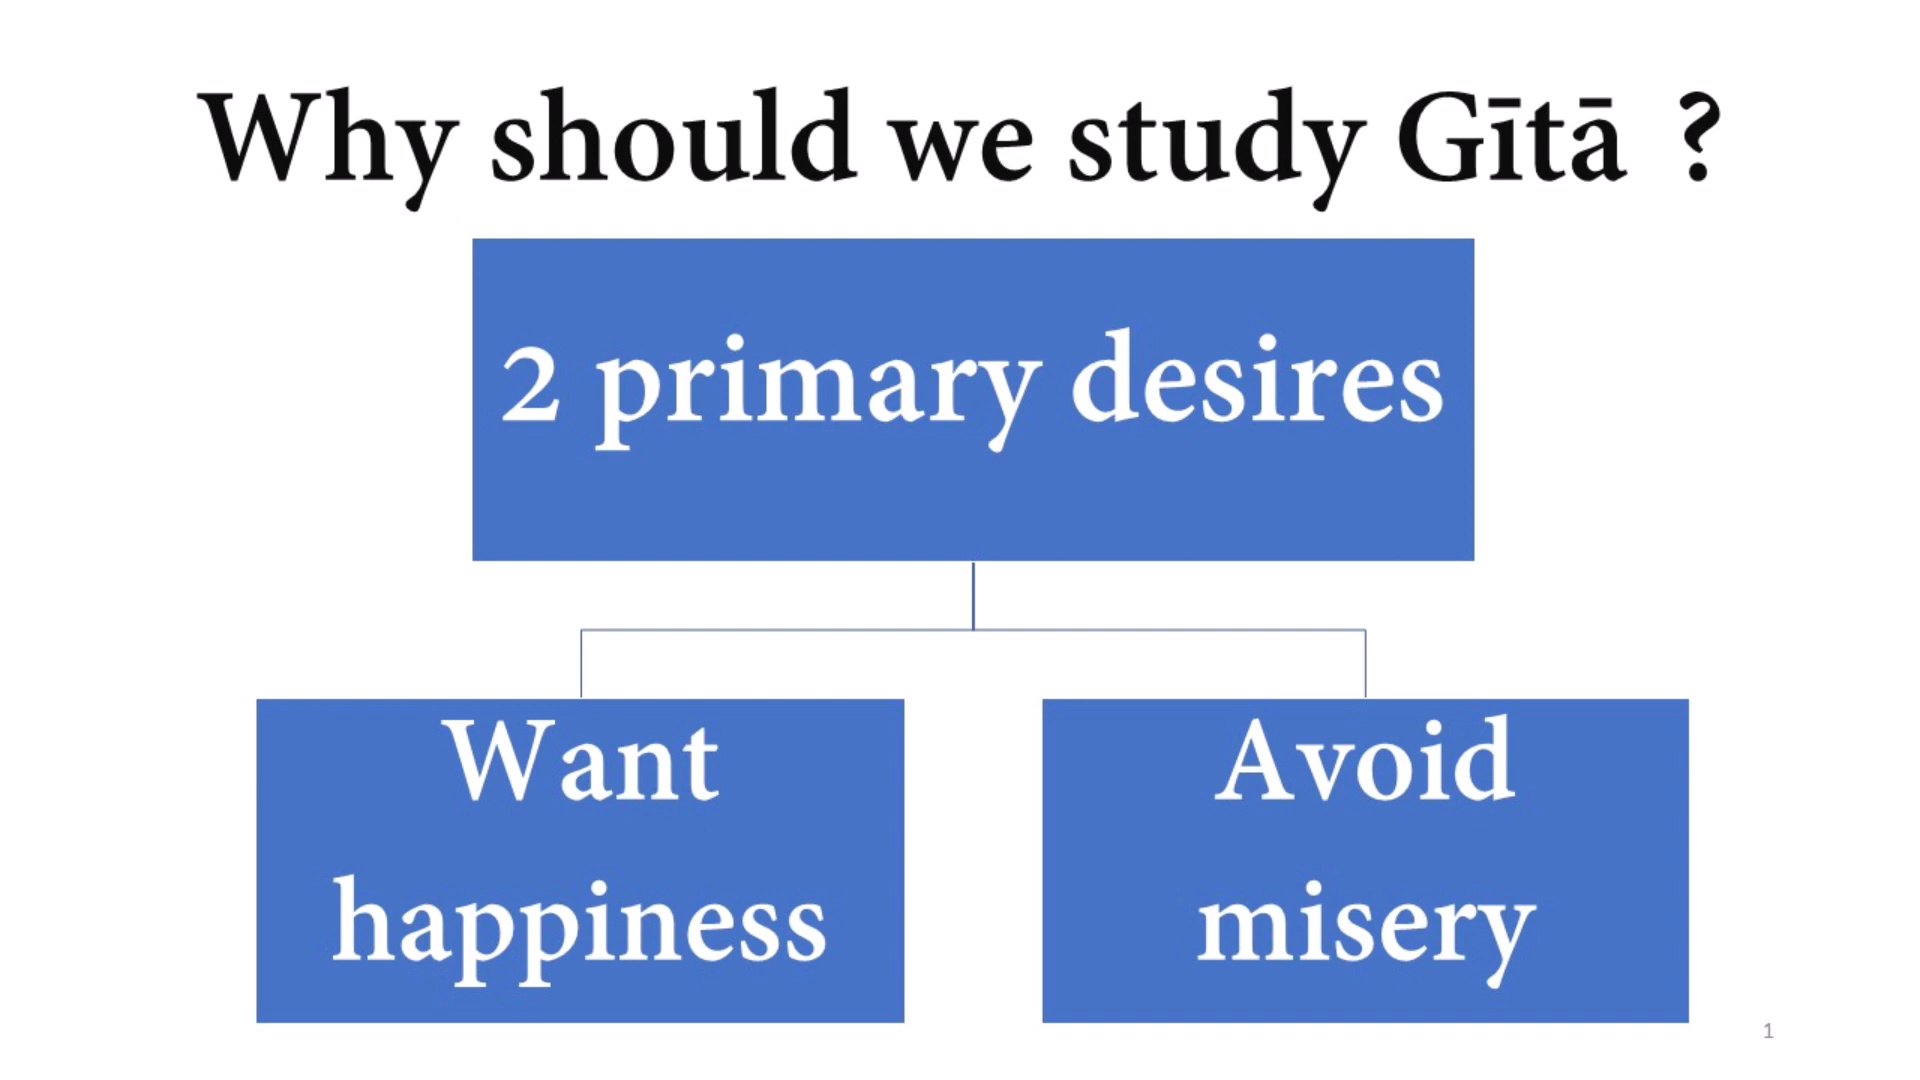 Why should we study Gītā ?
2 primary desires
Want
happiness
Avoid
misery
1